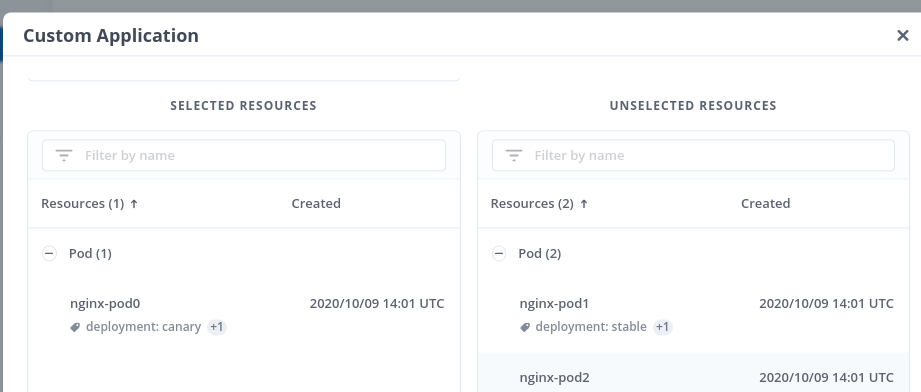 Custom Application
SELECTED RESOURCES
Filter by name
Resources (1) ↑ Created
Pod (1)
nginx-pod0 2020/10/09 14:01 UTC
deployment: canary +1
UNSELECTED RESOURCES
Filter by name
Resources (2) ↑ Created
Pod (2)
nginx-pod1 2020/10/09 14:01 UTC
deployment: stable +1
nginx-pod2 2020/10/09 14:01 UTC